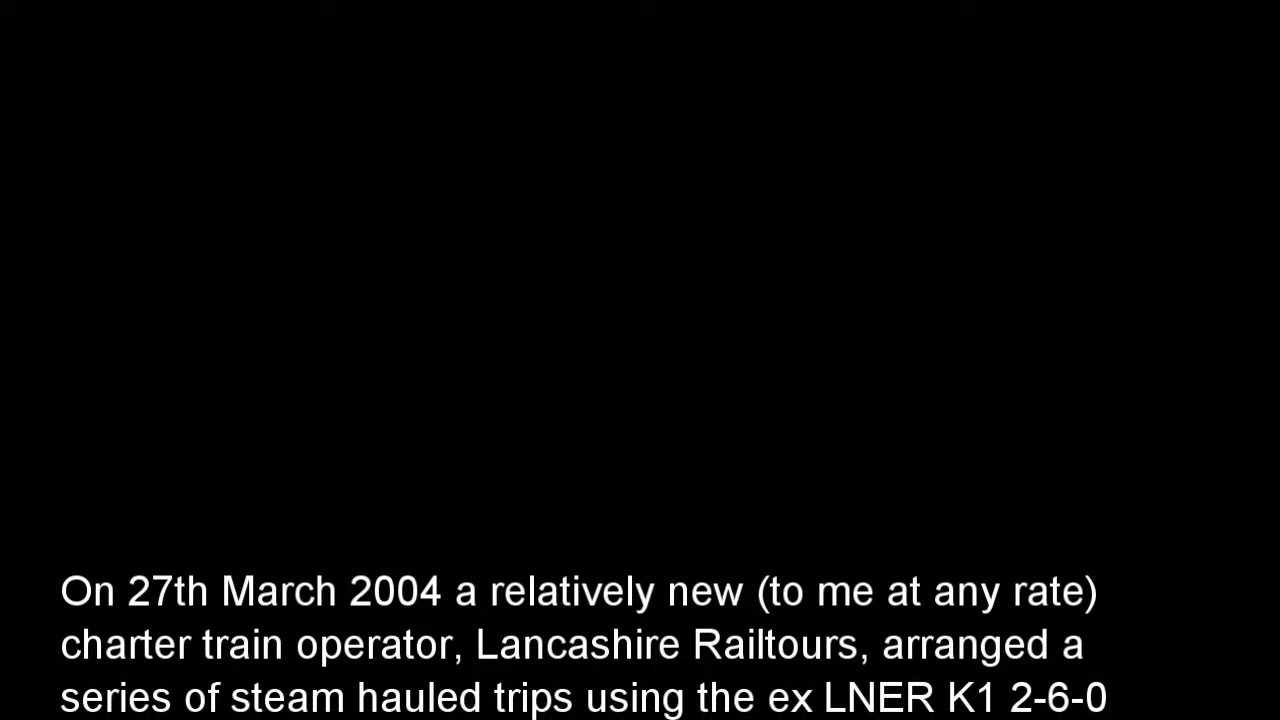 On 27th March 2004 a relatively new (to me at any rate)
charter train operator, Lancashire Railtours, arranged a
series of steam hauled trips using the ex LNER K1 2-6-0